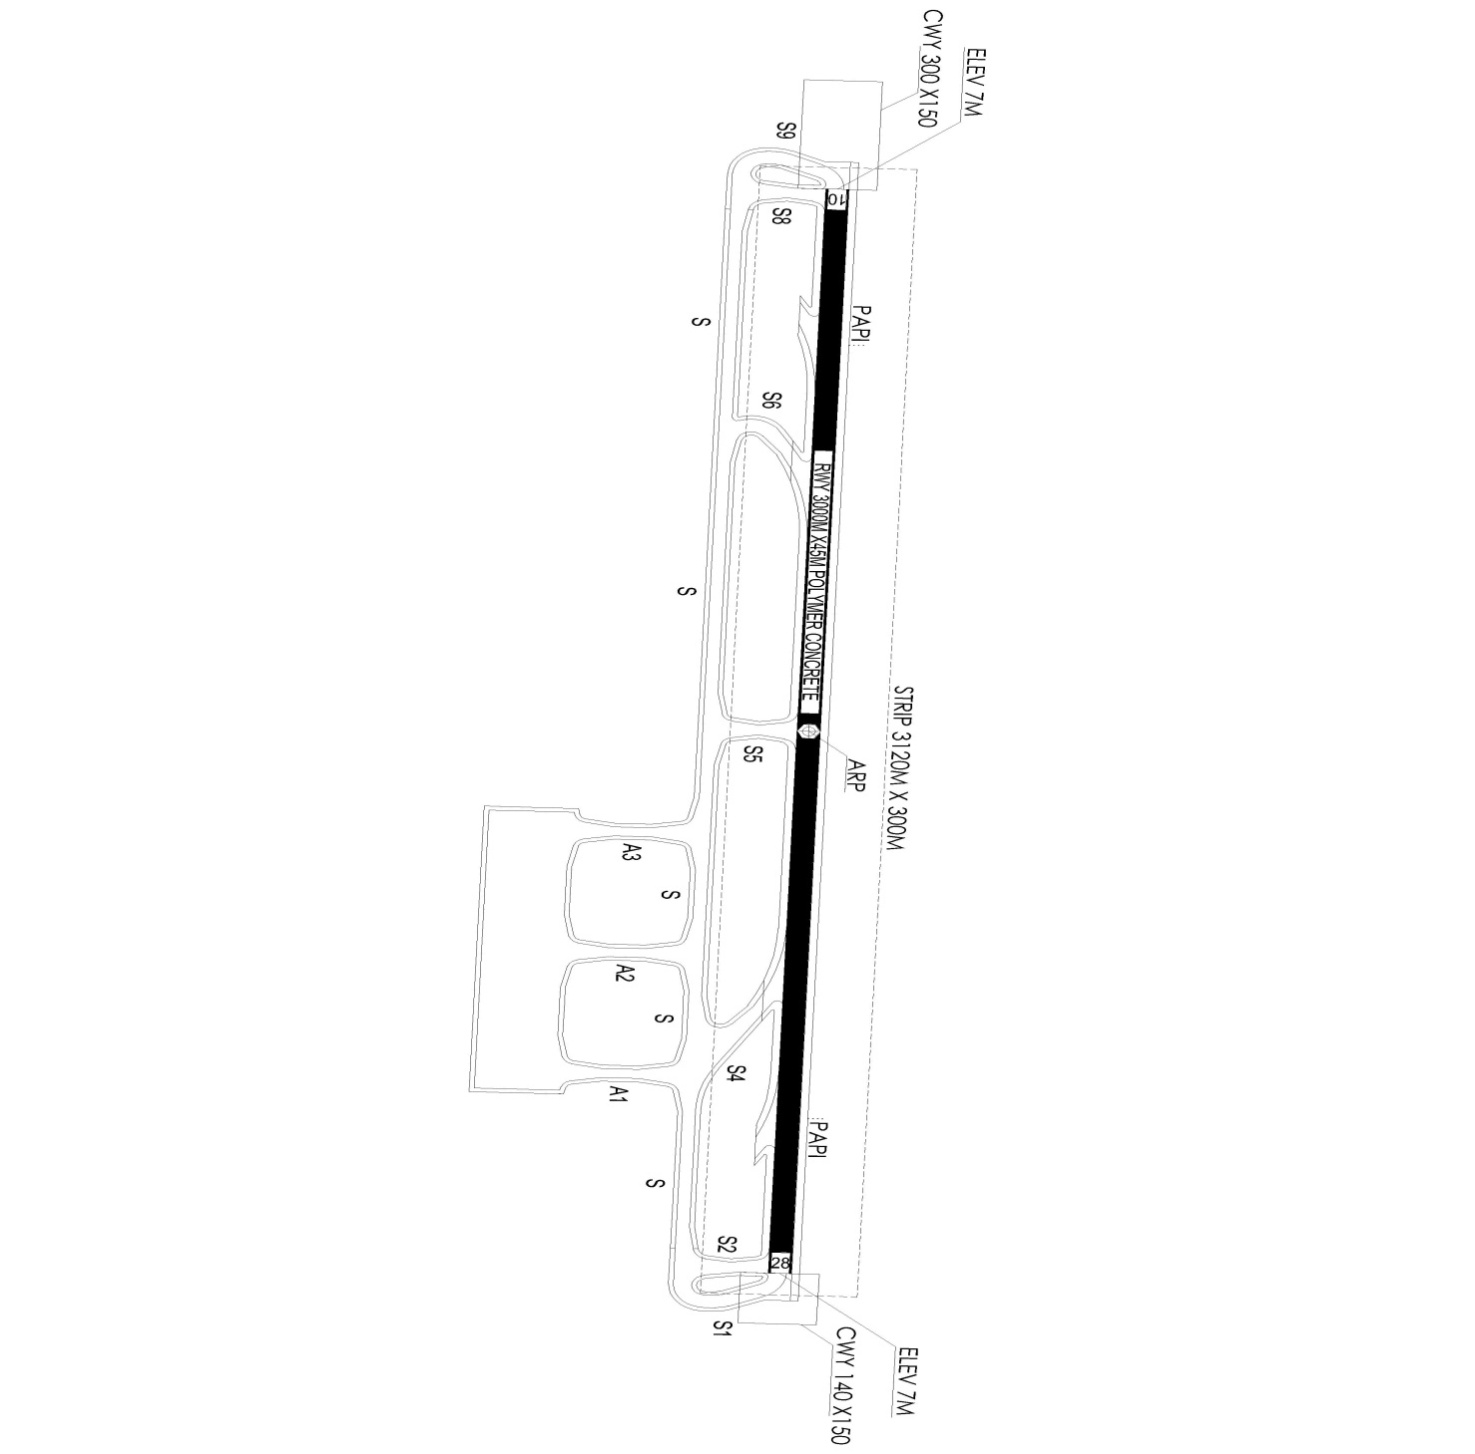 CWY 300 X150
ELEV 7M
S9
10
S8
S
PAPI
S6
RWY 3000M X45M POLYMER CONCRETE
S
STRIP 3120M X 300M
S5
ARP
A3
S
A2
S
S4
A1
PAPI
S
S2
28
S1
CWY 140 X150
ELEV 7M